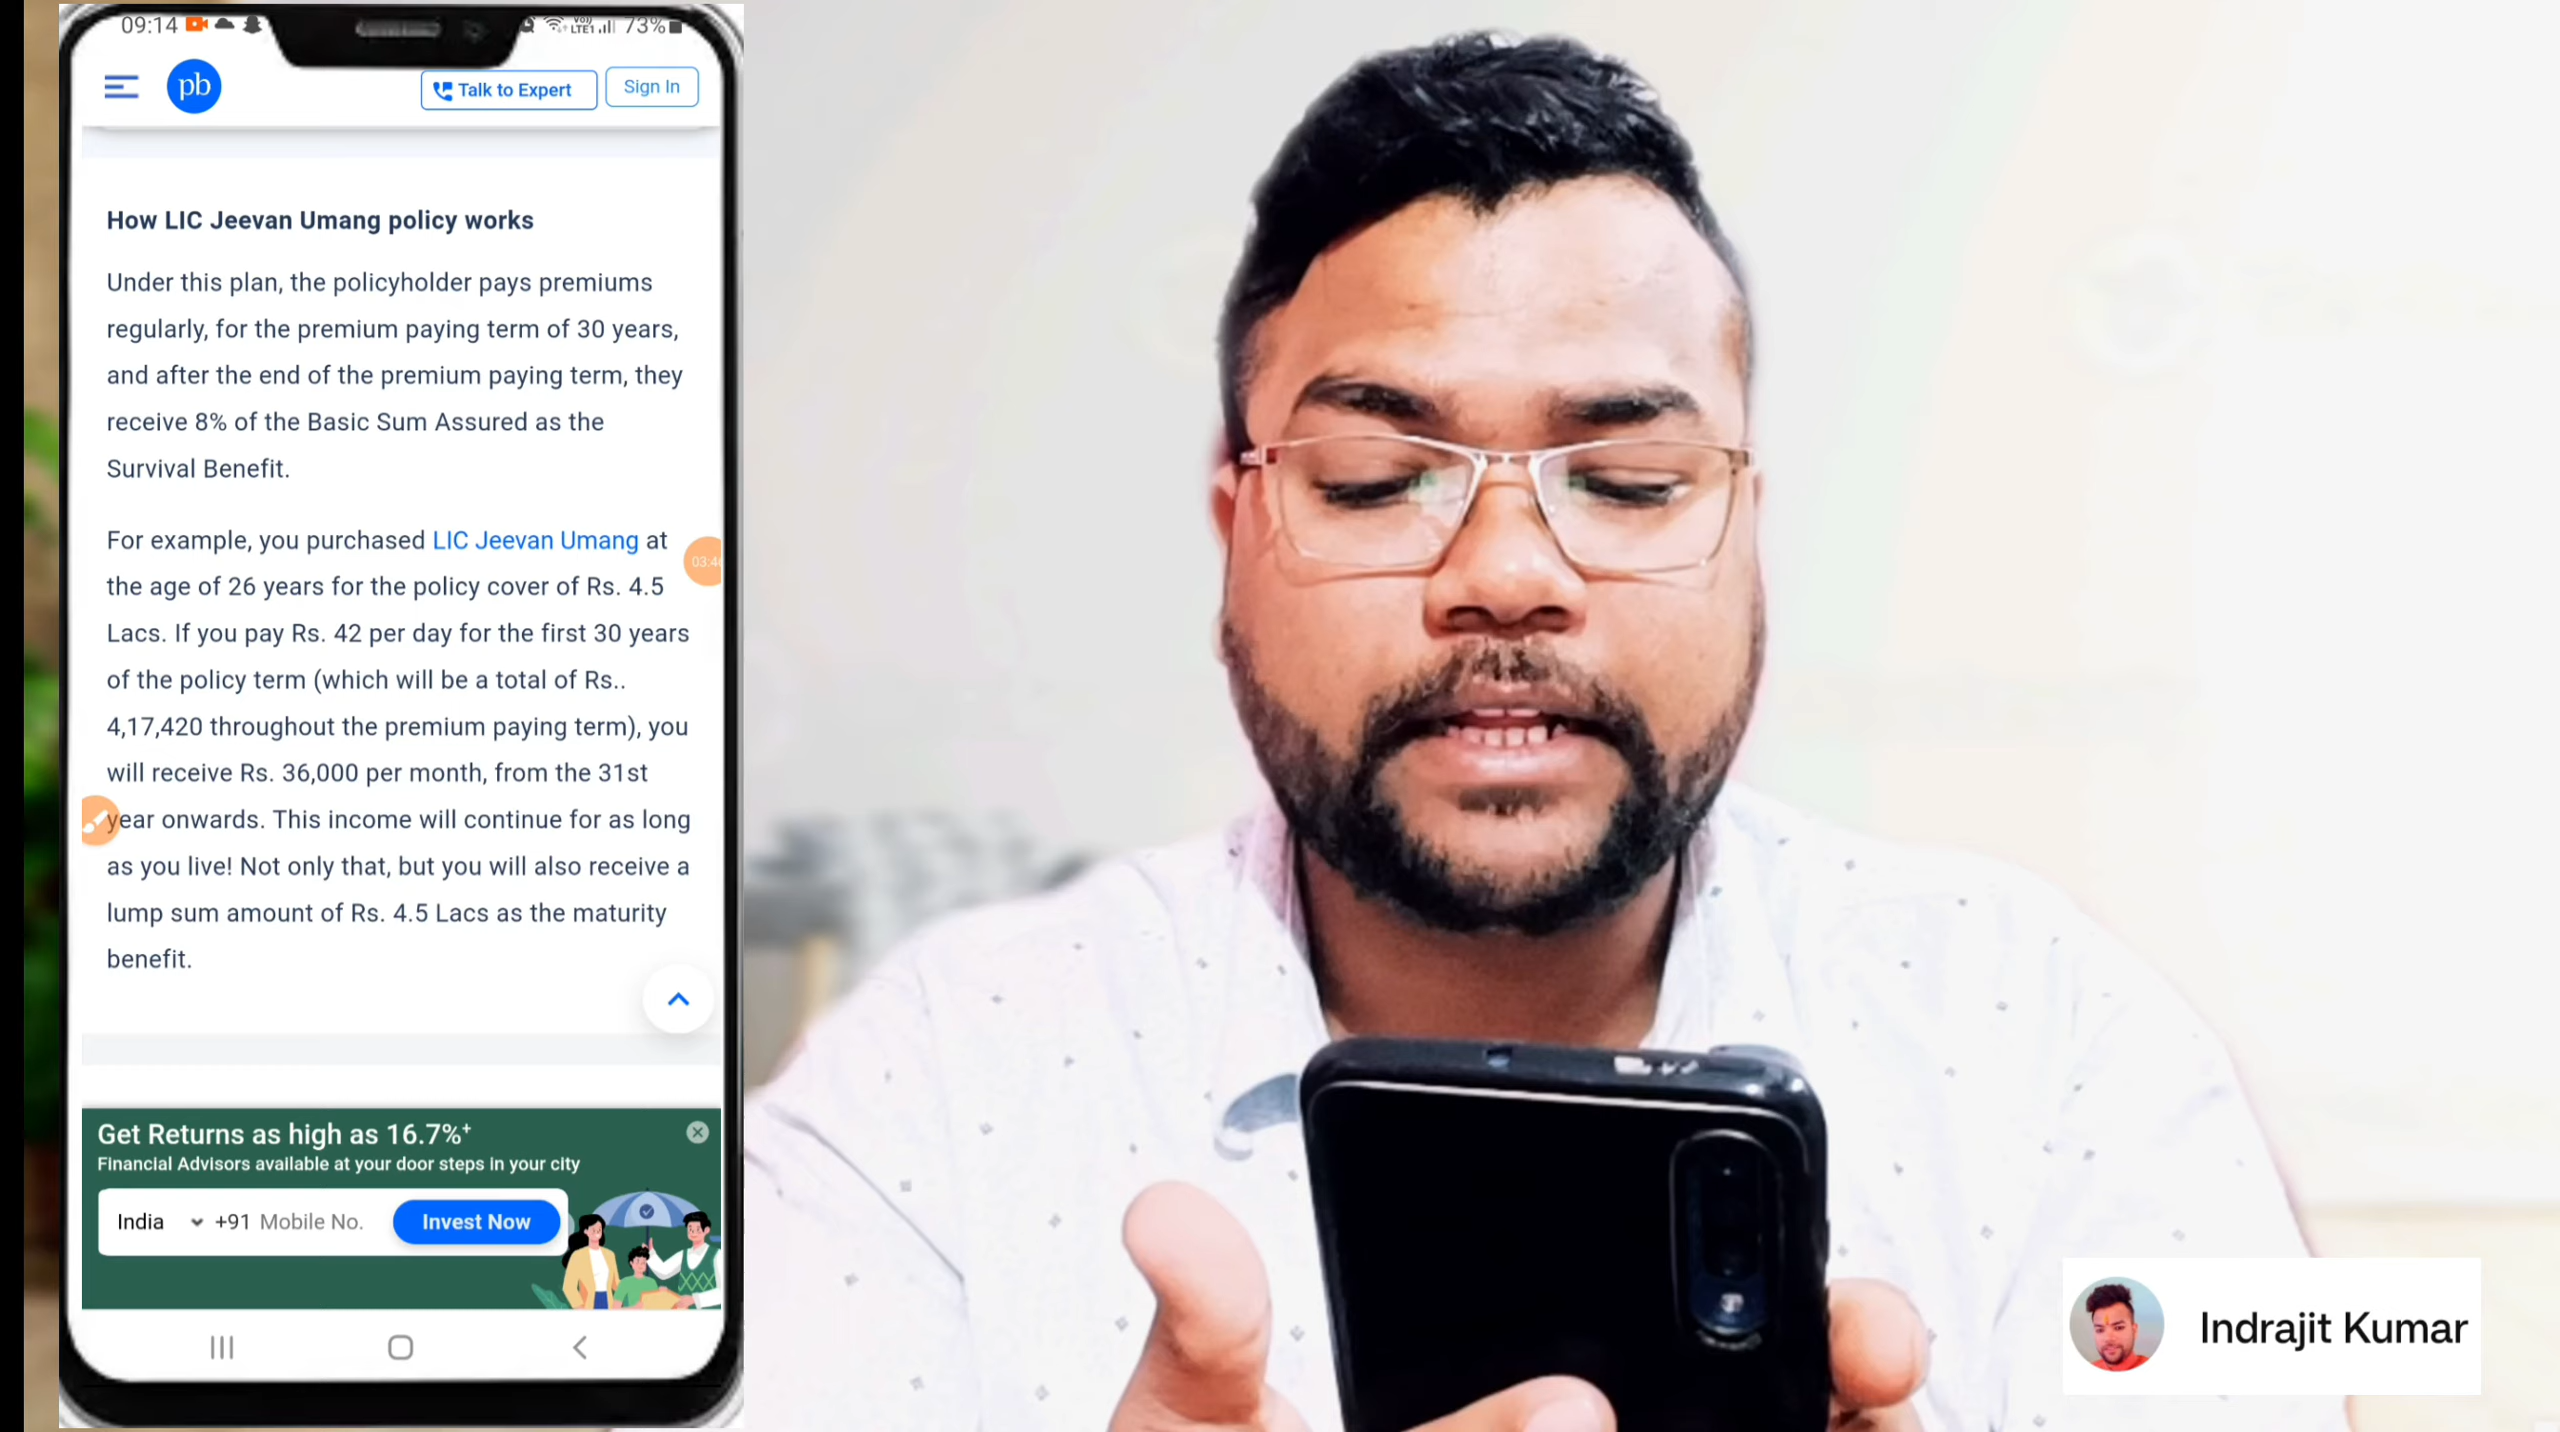 09:14
LTE1
73%
pb
Talk to Expert
Sign In
How LIC Jeevan Umang policy works
Under this plan, the policyholder pays premiums
regularly, for the premium paying term of 30 years,
and after the end of the premium paying term, they
receive 8% of the Basic Sum Assured as the
Survival Benefit.
For example, you purchased LIC Jeevan Umang at
the age of 26 years for the policy cover of Rs. 4.5
Lacs. If you pay Rs. 42 per day for the first 30 years
of the policy term (which will be a total of Rs..
4,17,420 throughout the premium paying term), you
will receive Rs. 36,000 per month, from the 31st
year onwards. This income will continue for as long
as you live! Not only that, but you will also receive a
lump sum amount of Rs. 4.5 Lacs as the maturity
benefit.
Get Returns as high as 16.7%+
Financial Advisors available at your door steps in your city
India
+91 Mobile No.
Invest Now
Indrajit Kumar